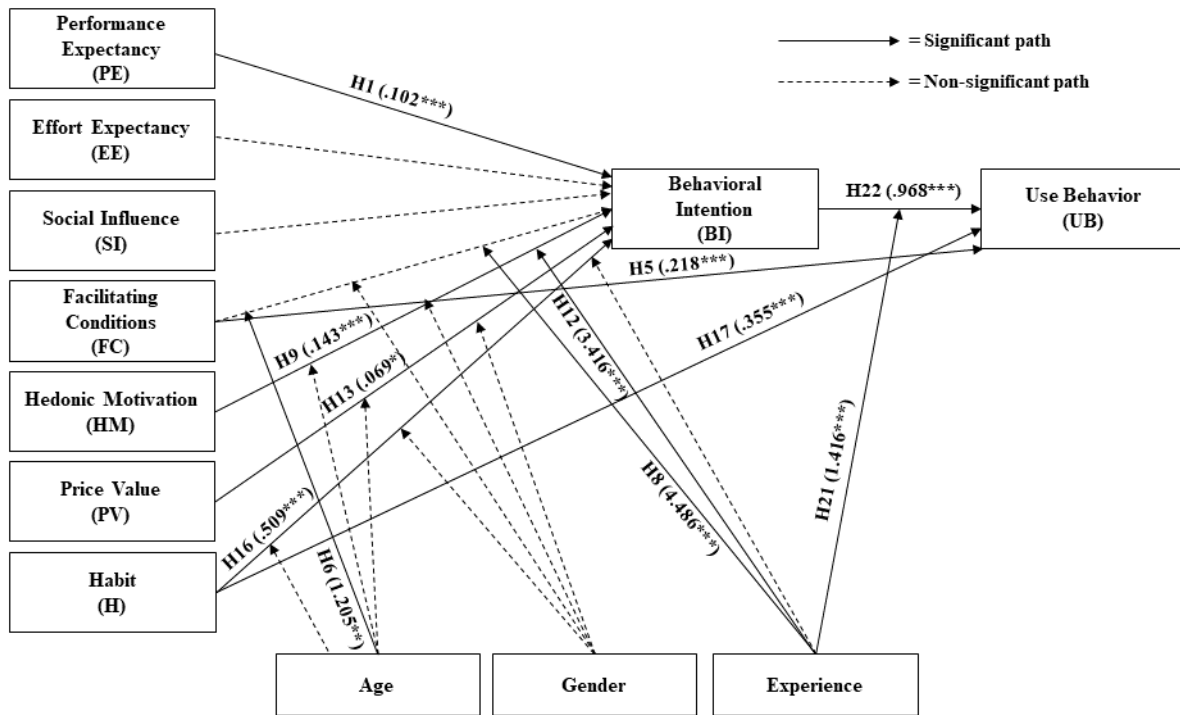 Performance
Expectancy
(PE)
= Significant path
= Non-significant path
H1 (.102***)
Effort Expectancy
(EE)
Behavioral
Intention
(BI)
H22 (.968***)
Use Behavior
(UB)
Social Influence
(SI)
H5 (.218***)
Facilitating
Conditions
(FC)
H9 (.143***)
H12 (3.416***)
H17 (.355***)
Hedonic Motivation
(HM)
H13 (.069*)
H8 (4.486***)
H21 (1.416***)
Price Value
(PV)
H16 (.509***)
H6 (1.205**)
Habit
(H)
Age
Gender
Experience